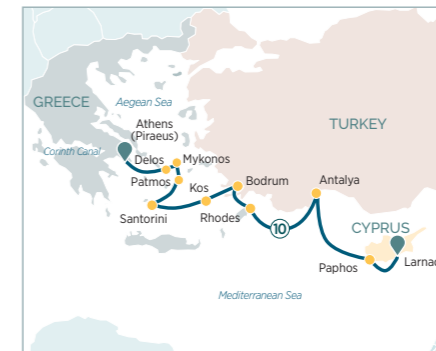 GREECE
Aegean Sea
Athens
(Piraeus)
TURKEY
Corinth Canal
Delos
Mykonos
Patmos
Kos
Bodrum
Antalya
Santorini
Rhodes
10
CYPRUS
Paphos
Larnac
Mediterranean Sea